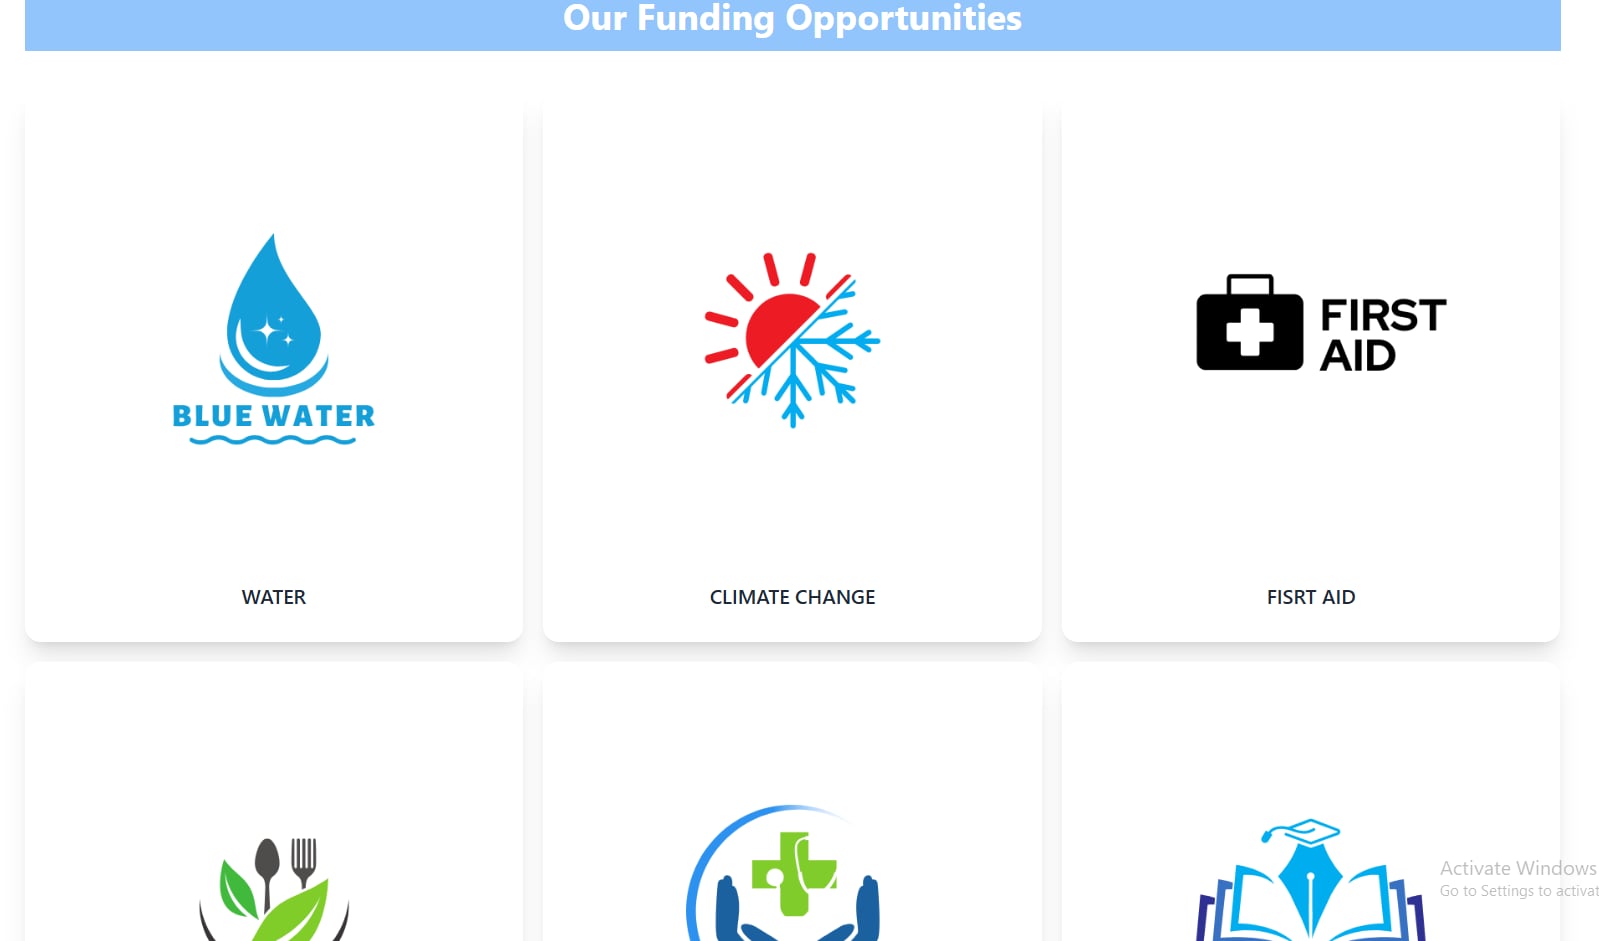 Our Funding Opportunities
BLUE WATER
FIRST
AID
WATER
CLIMATE CHANGE
FISRT AID
Activate Windows
Go to Settings to activat